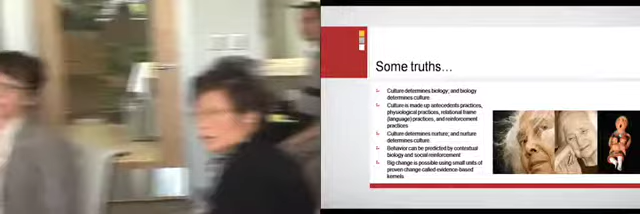 Some truths…
Culture determines biology; and biology
determines culture
Culture is made up antecedents practices,
physiological practices, relational frame
(language) practices, and reinforcement
practices
Culture determines nurture; and nurture
determines culture
Behavior can be predicted by contextual
biology and social reinforcement
Big change is possible using small units of
proven change called evidence-based
kernels